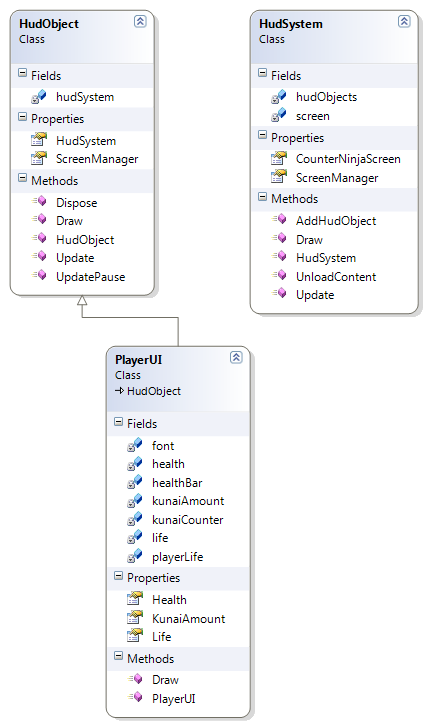 HudObject
Class
Fields
hudSystem
Properties
HudSystem
ScreenManager
Methods
Dispose
Draw
HudObject
Update
UpdatePause
HudSystem
Class
Fields
hudObjects
screen
Properties
CounterNinjaScreen
ScreenManager
Methods
AddHudObject
Draw
HudSystem
UnloadContent
Update
PlayerUI
Class
HudObject
Fields
font
health
healthBar
kunaiAmount
kunaiCounter
life
playerLife
Properties
Health
KunaiAmount
Life
Methods
Draw
PlayerUI